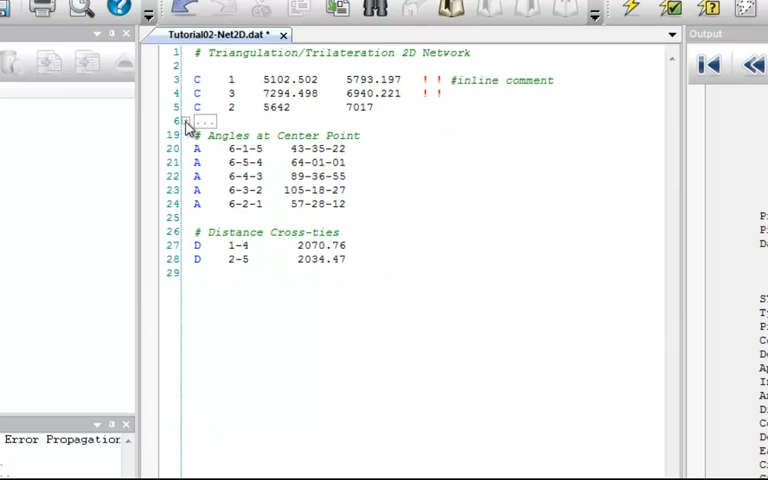 Tutorial02-Net2D.dat *
Output
1 # Triangulation/Trilateration 2D Network
2
3 C 1 5102.502 5793.197 ! ! #inline comment
4 C 3 7294.498 6940.221 ! !
5 C 2 5642 7017
6 ...
19 # Angles at Center Point
20 A 6-1-5 43-35-22
21 A 6-5-4 64-01-01
22 A 6-4-3 89-36-55
23 A 6-3-2 105-18-27
24 A 6-2-1 57-28-12
25
26 # Distance Cross-ties
27 D 1-4 2070.76
28 D 2-5 2034.47
29
Error Propagation